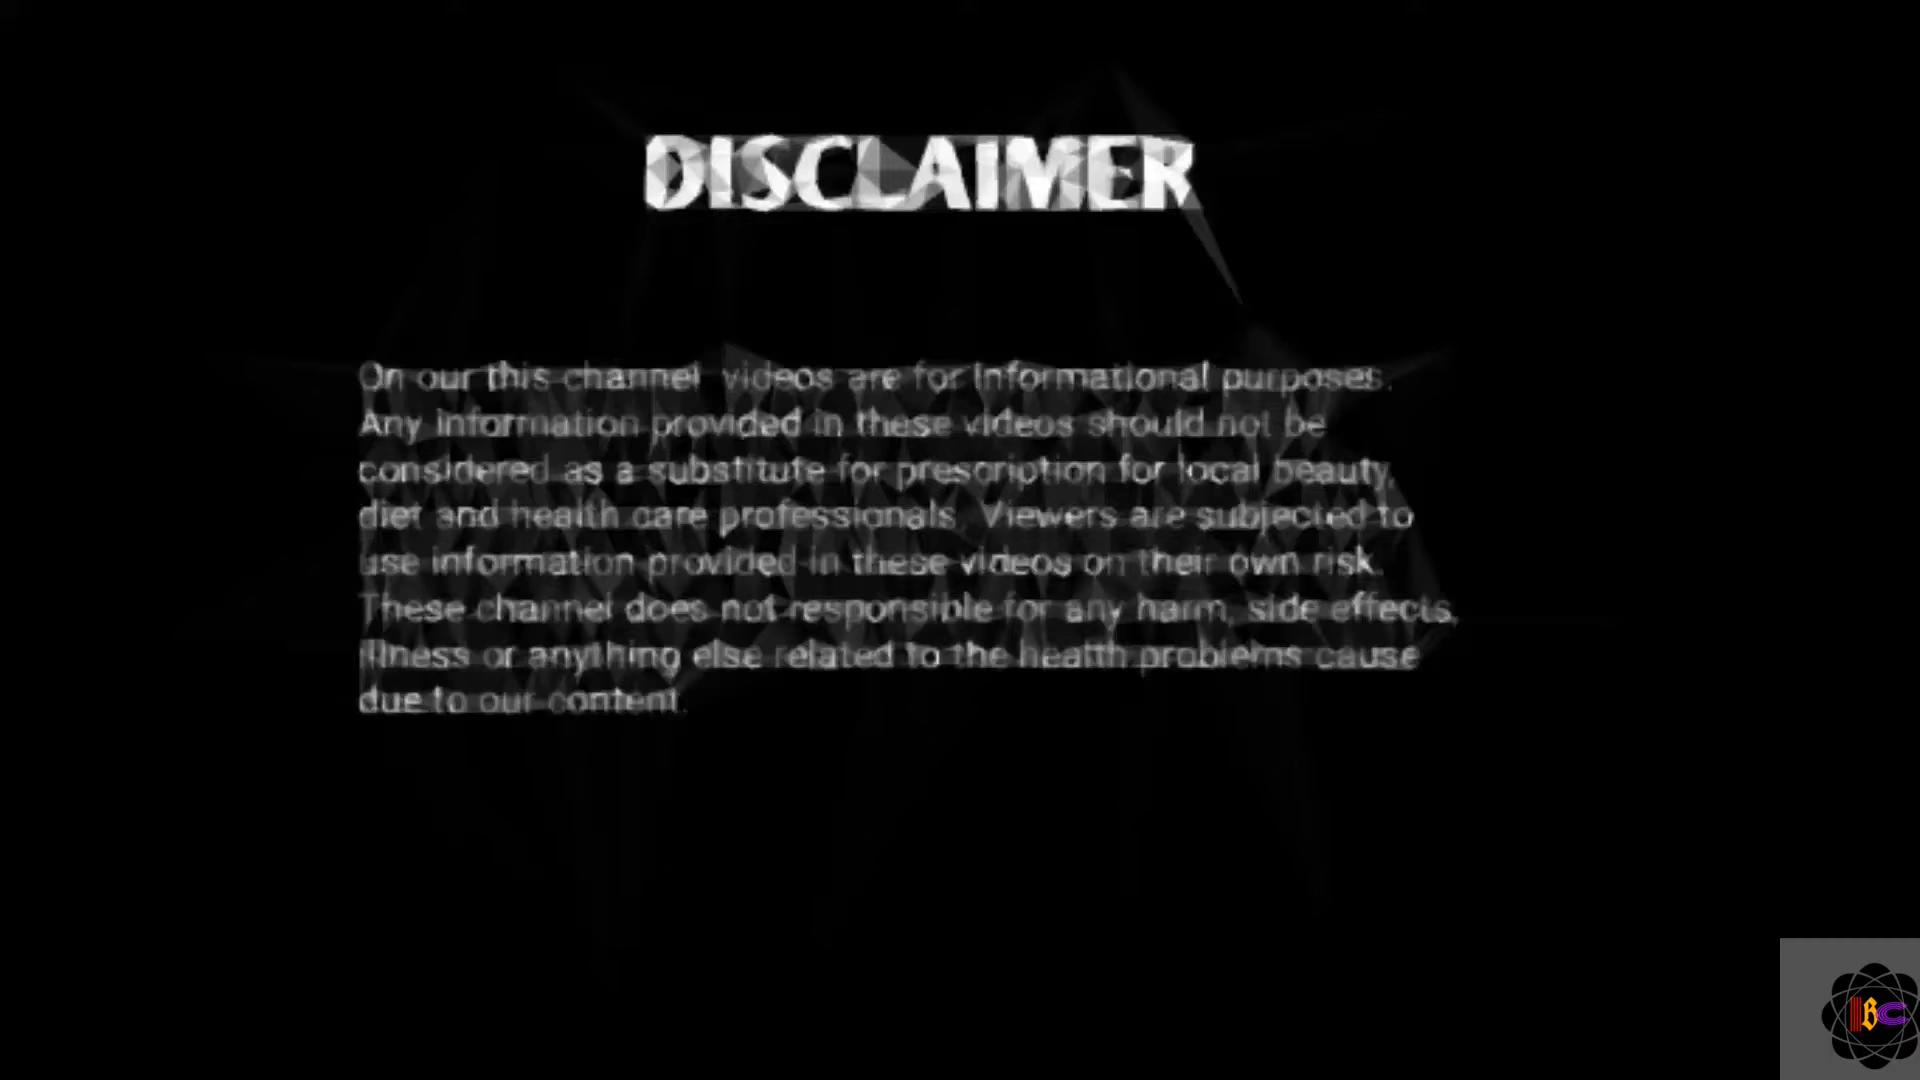 DISCLAIMER
On our this channel videos are for Informational purposes.
Any information provided in these videos should not be
considered as a substitute for prescription for local beauty,
diet and health care professionals. Viewers are subjected to
use information provided in these videos on their own risk.
These channel does not responsible for any harm, side effects,
illness or anything else related to the health problems cause
due to our content.
IBC